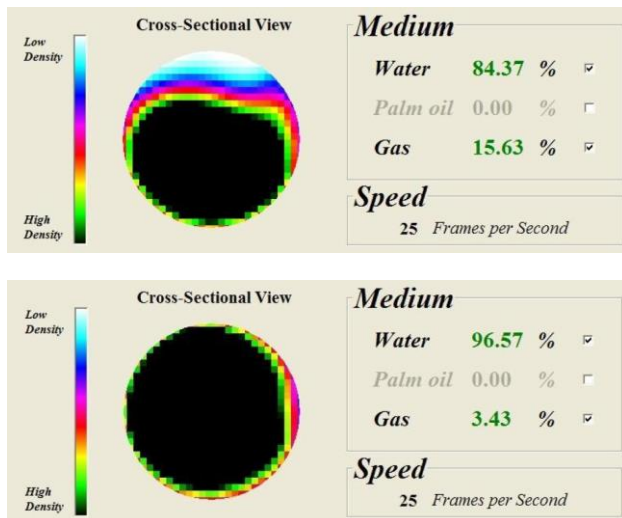 Cross-Sectional View
Low
Density
High
Density
Medium
Water 84.37 %
Palm oil 0.00 %
Gas 15.63 %
Speed
25 Frames per Second
Cross-Sectional View
Low
Density
High
Density
Medium
Water 96.57 %
Palm oil 0.00 %
Gas 3.43 %
Speed
25 Frames per Second